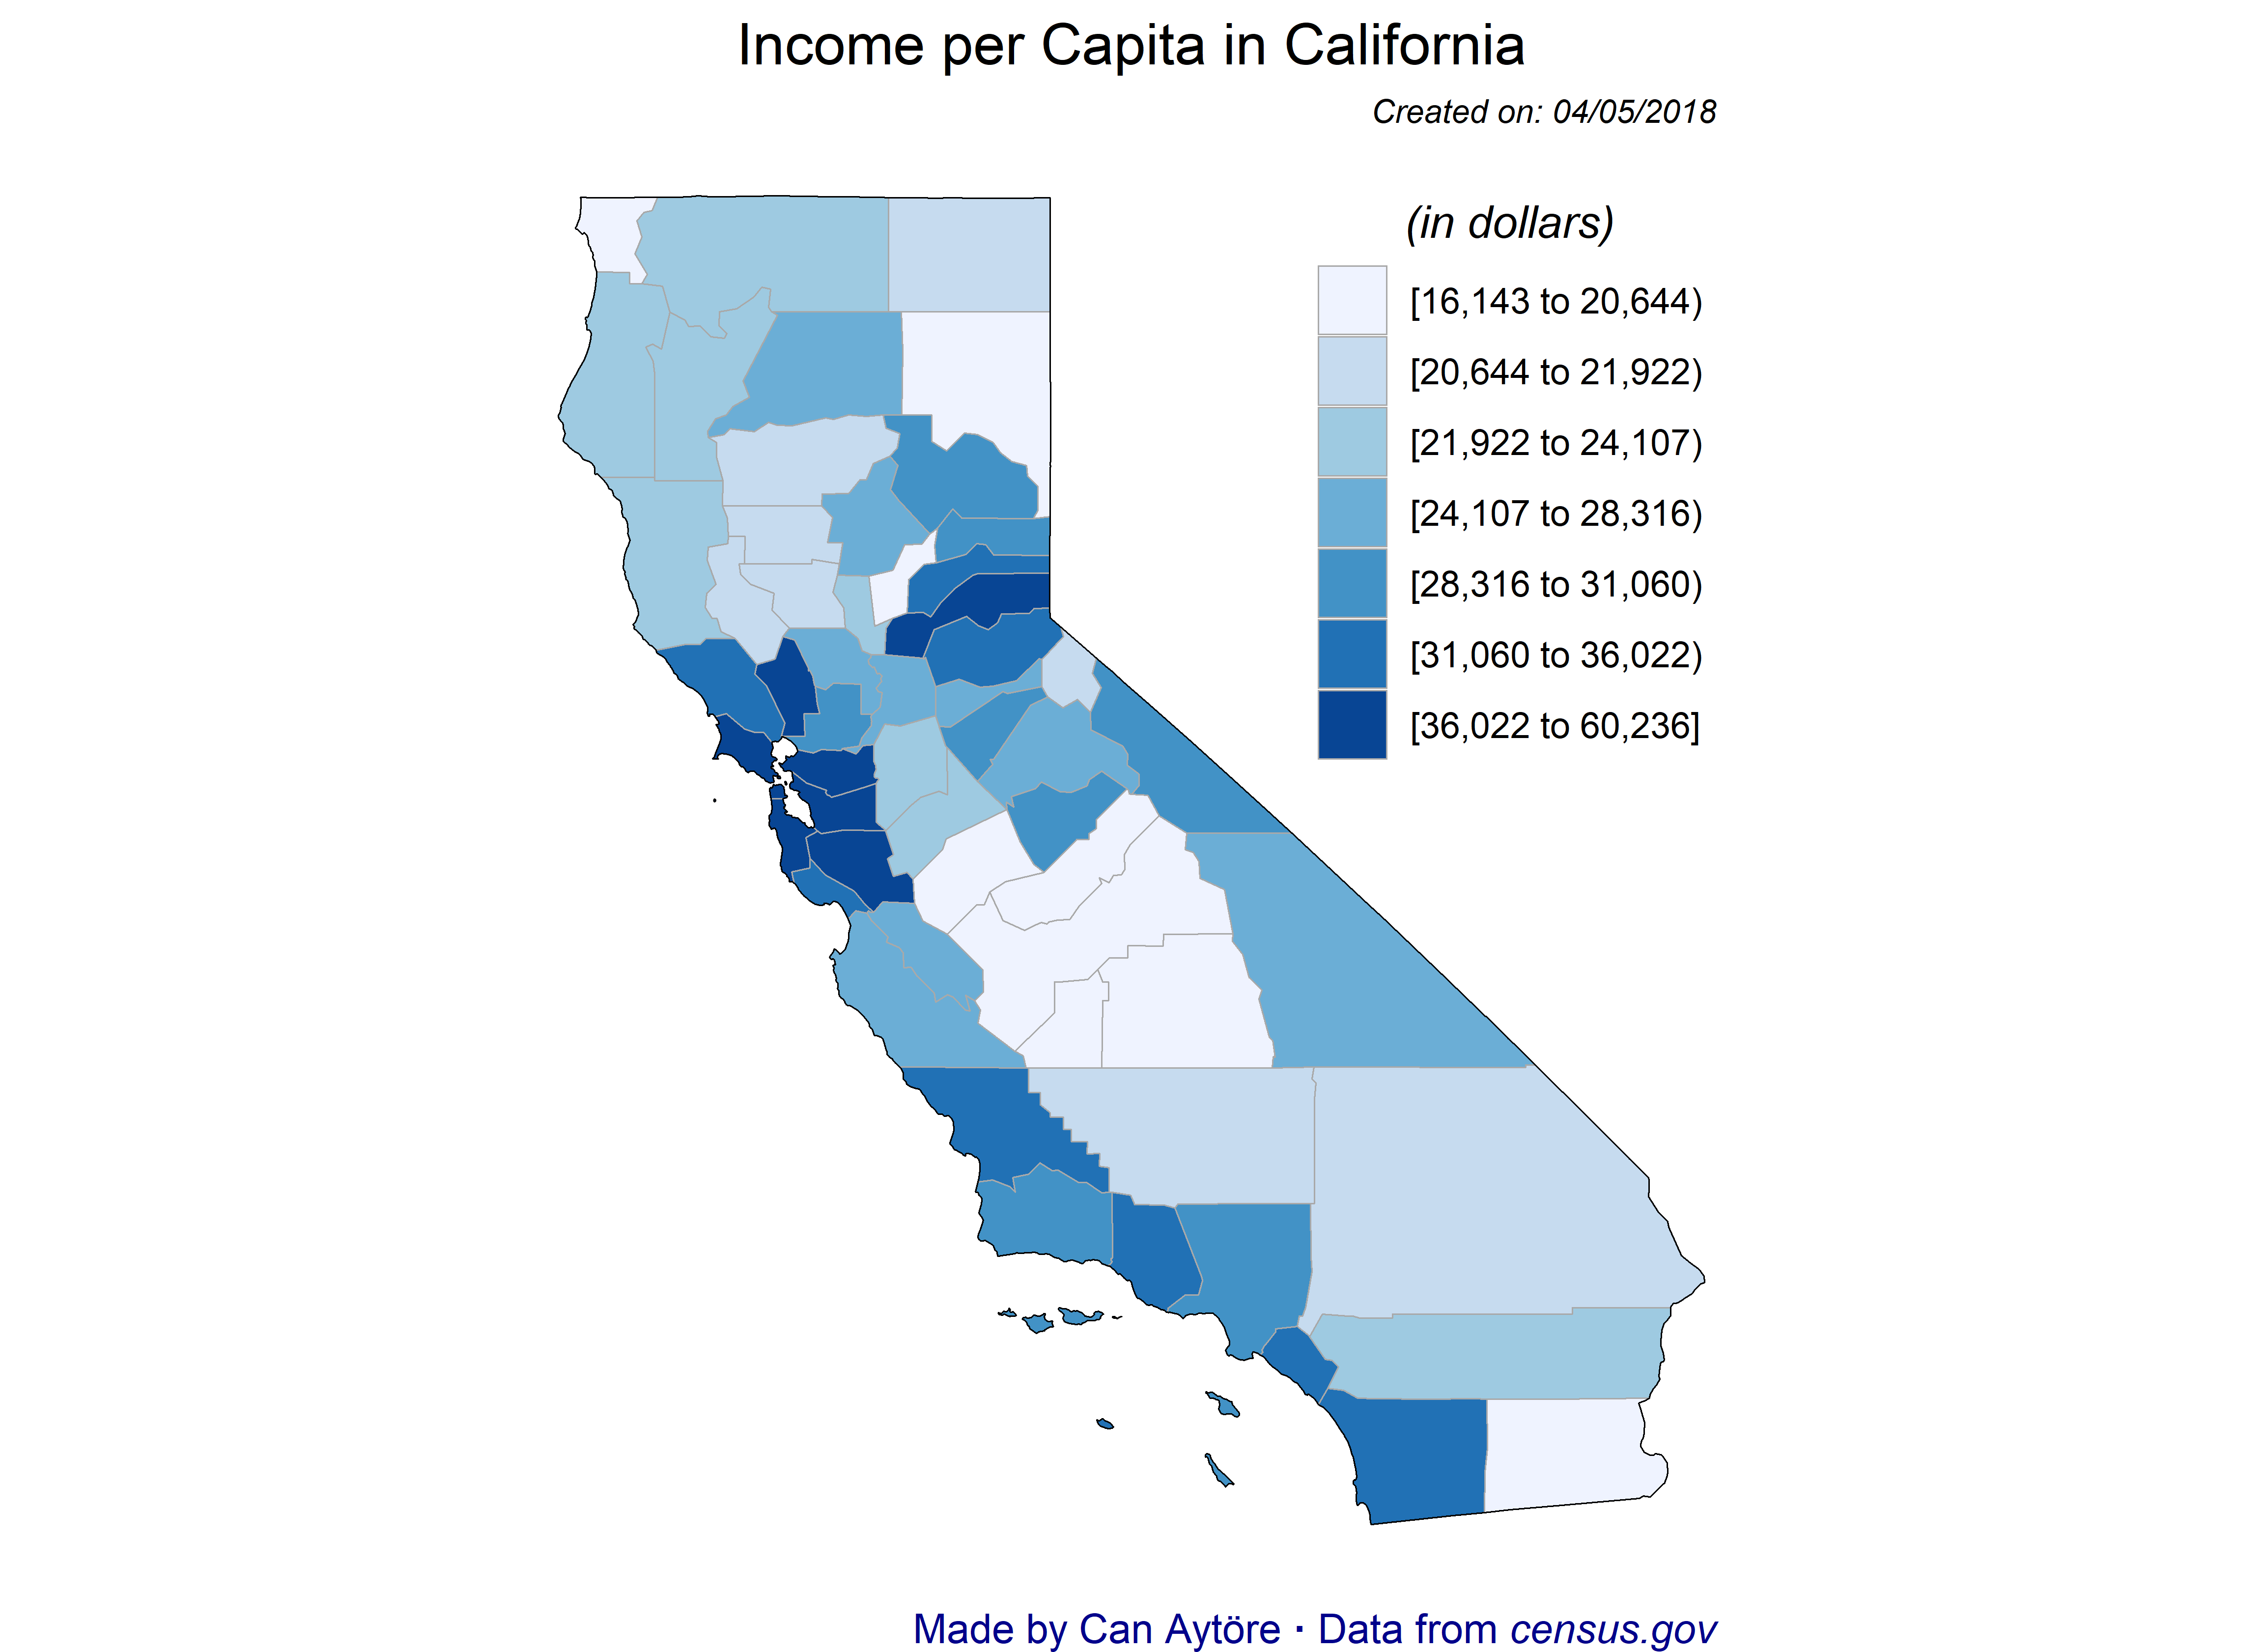 Income per Capita in California
Created on: 04/05/2018
(in dollars)
[16,143 to 20,644)
[20,644 to 21,922)
[21,922 to 24,107)
[24,107 to 28,316)
[28,316 to 31,060)
[31,060 to 36,022)
[36,022 to 60,236]
Made by Can Aytöre · Data from census.gov